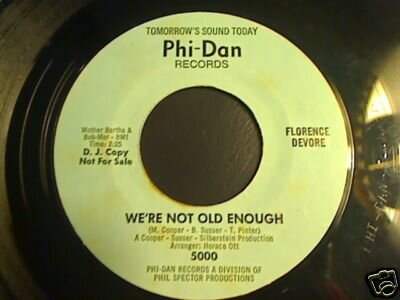 TOMORROW'S SOUND TODAY
Phi-Dan
RECORDS
Mother Bertha &
Bob-Mar - BMI
Time: 2:25
D. J. Copy
Not For Sale
FLORENCE
DEVORE
WE'RE NOT OLD ENOUGH
(M. Cooper - B. Susser - T. Pinter)
A Cooper - Susser - Silberstein Production
Arranger: Horace Ott
5000
PHI-DAN RECORDS A DIVISION OF
PHIL SPECTOR PRODUCTIONS
PHI-DAN